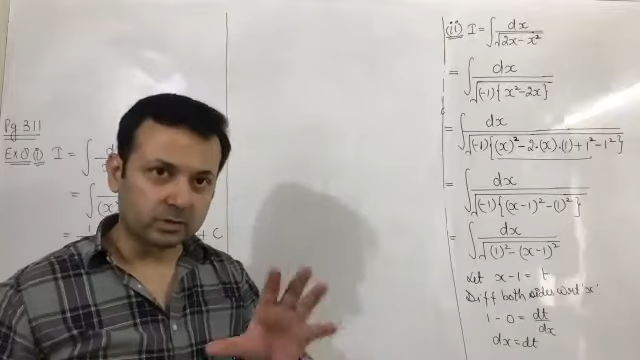 Pg 311
Ex 9 (i) I = ∫
= ∫
= + C
(ii) I = ∫ dx / √(2x - x²)
= ∫ dx / √((-1){x² - 2x})
= ∫ dx / √((-1){(x)² - 2·(x)·(1) + 1² - 1²})
= ∫ dx / √((-1){(x-1)² - (1)²})
= ∫ dx / √((1)² - (x-1)²)
Let x-1 = t
Diff both sides wrt 'x'
1 - 0 = dt/dx
dx = dt